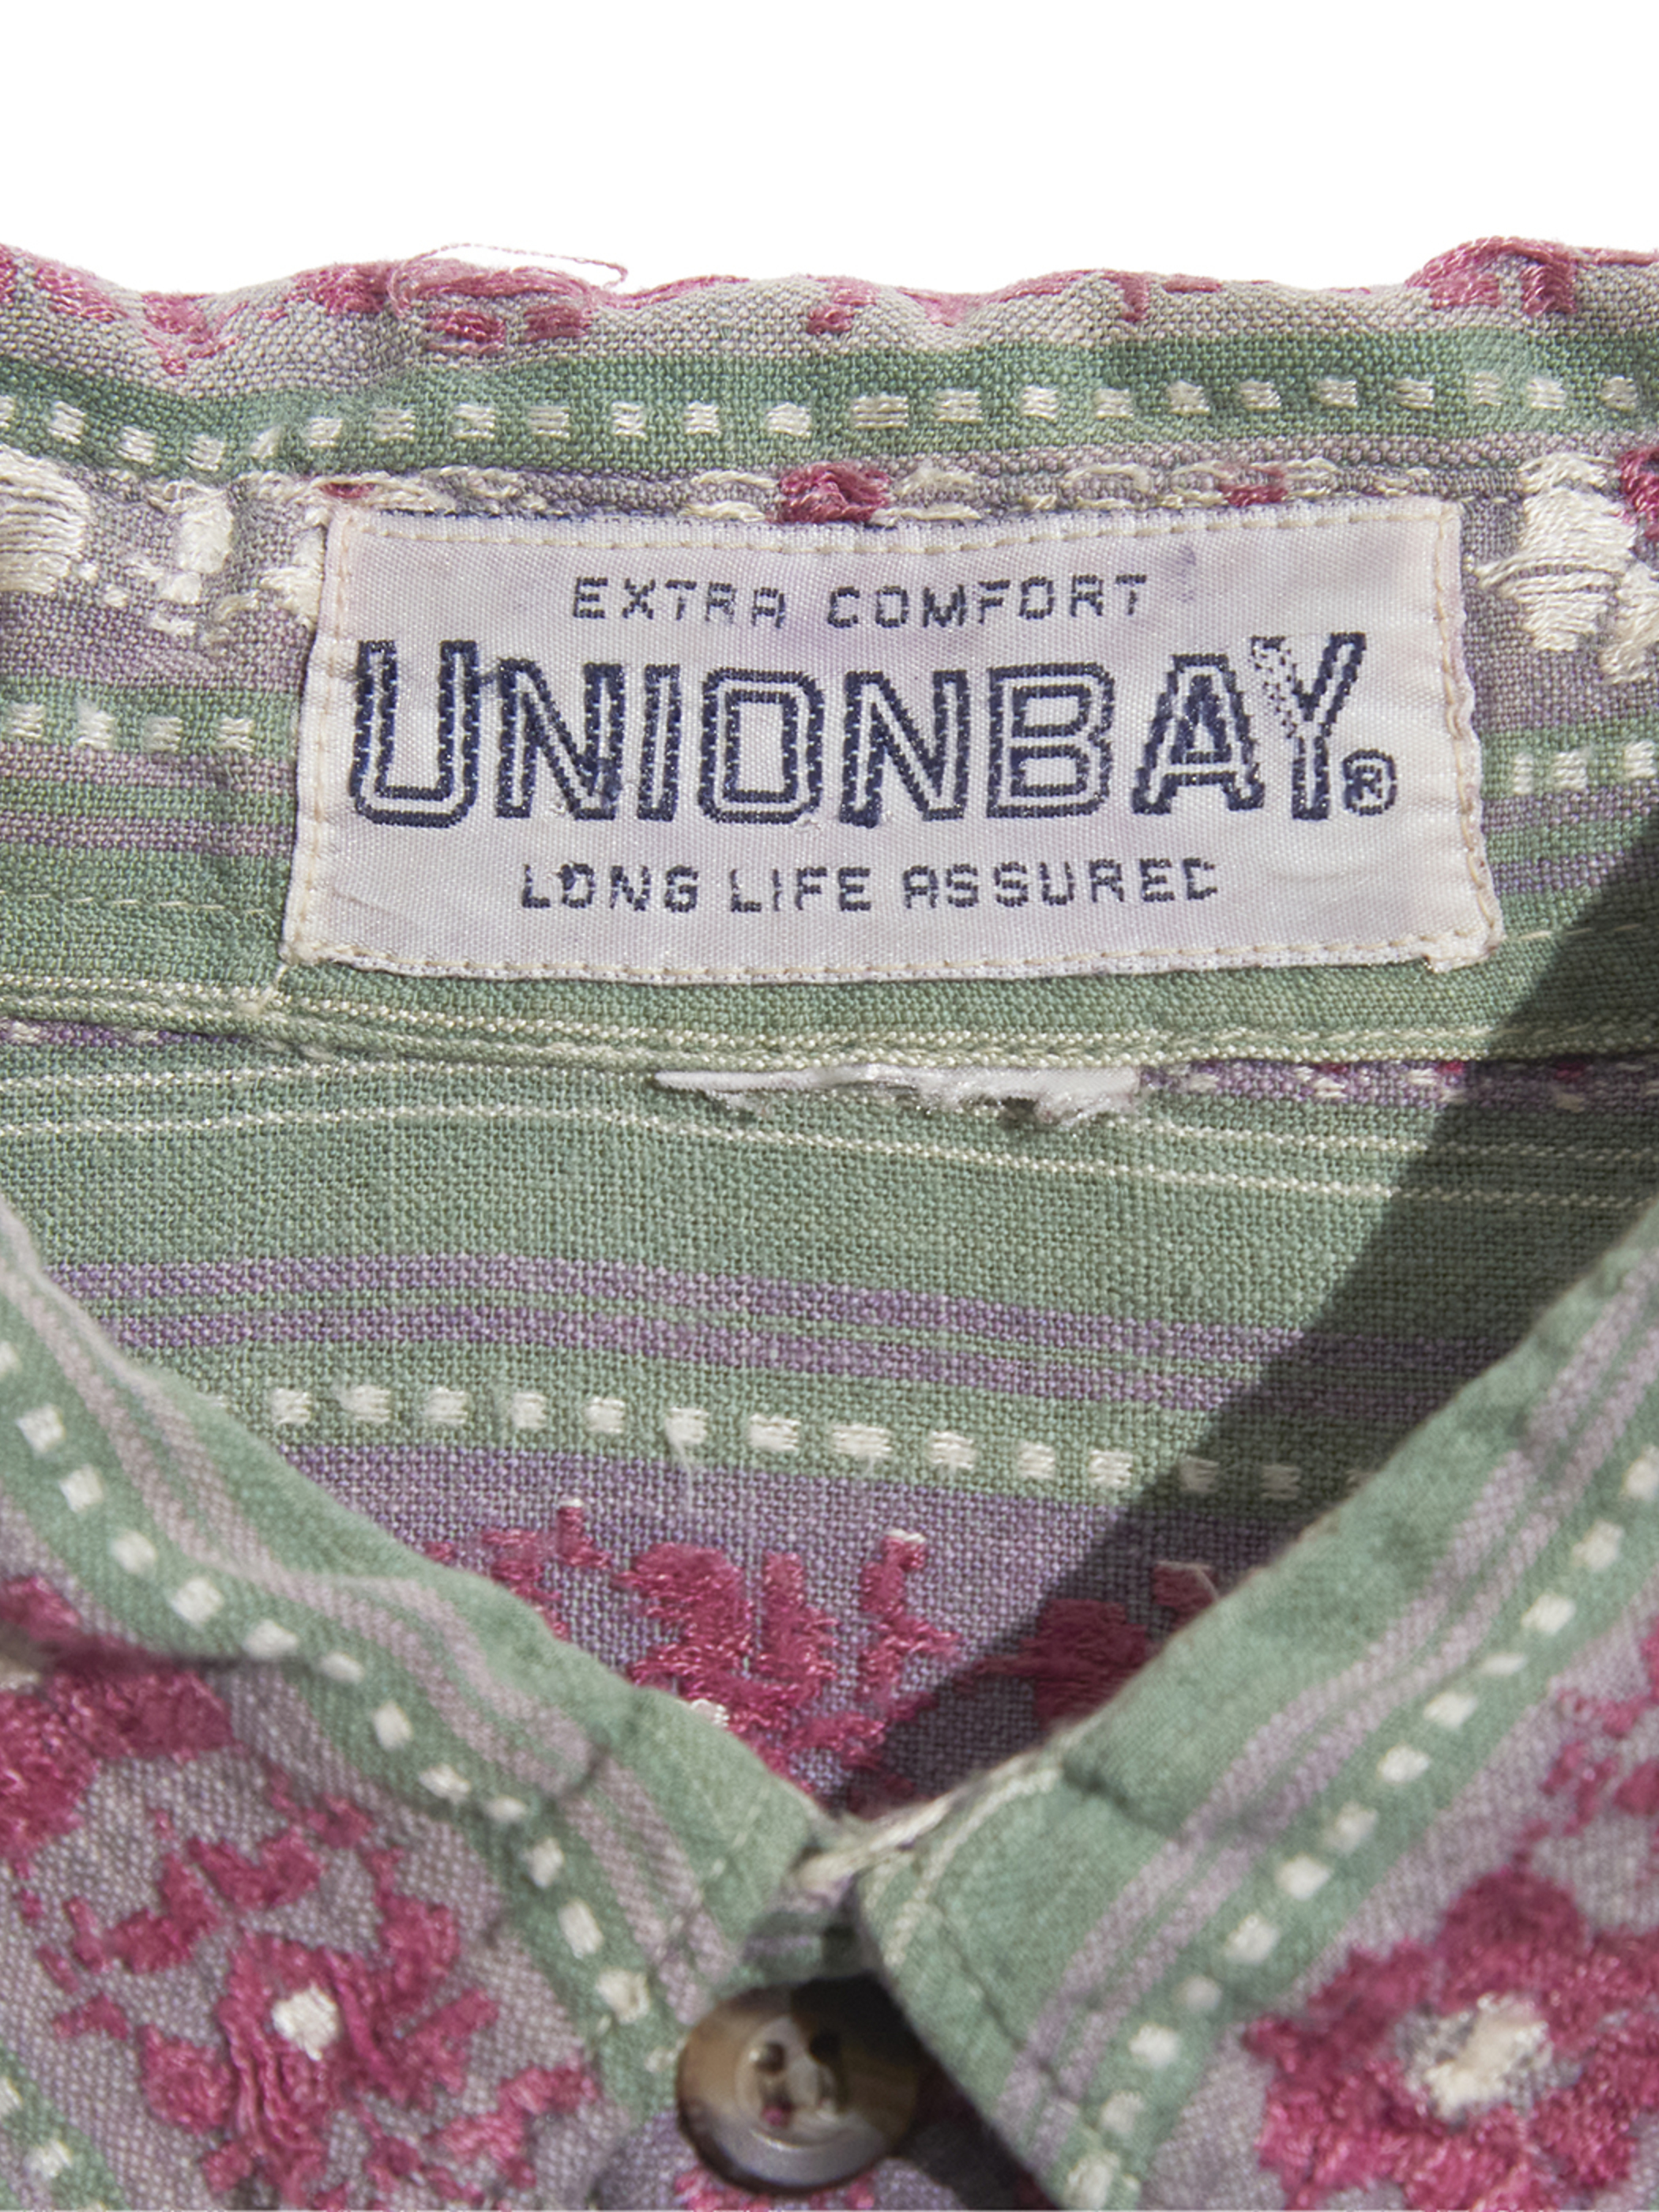 EXTRA COMFORT
UNIONBAY®
LONG LIFE ASSURED